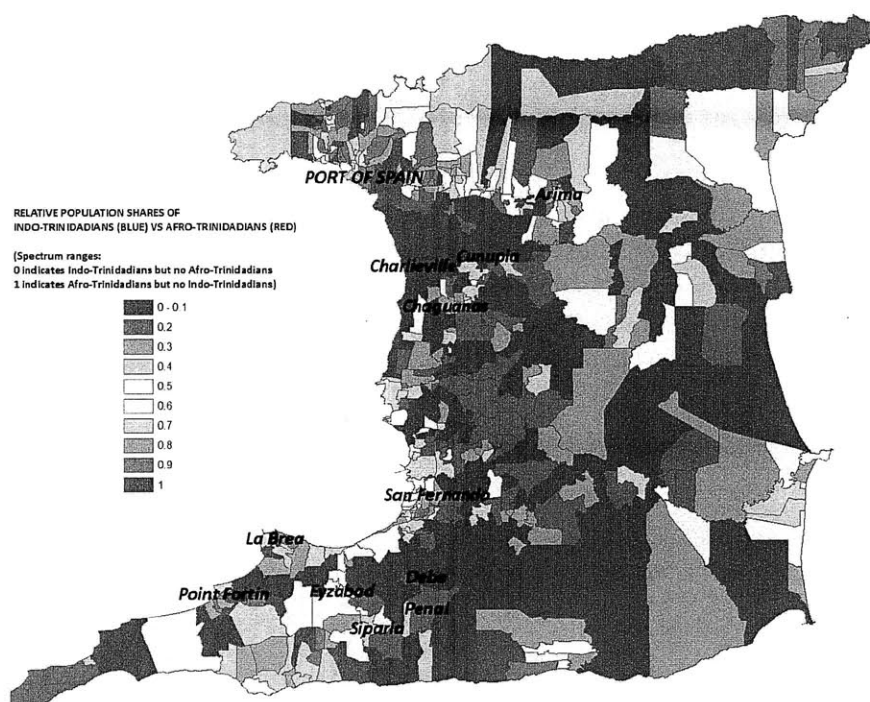 PORT OF SPAIN
Arima
RELATIVE POPULATION SHARES OF
INDO-TRINIDADIANS (BLUE) VS AFRO-TRINIDADIANS (RED)
(Spectrum ranges:
0 indicates Indo-Trinidadians but no Afro-Trinidadians
1 indicates Afro-Trinidadians but no Indo-Trinidadians)
Cunupia
Charlieville
Chaguanas
0 - 0.1
0.2
0.3
0.4
0.5
0.6
0.7
0.8
0.9
1
San Fernando
La Brea
Debe
Point Fortin
Fyzabad
Penal
Siparia